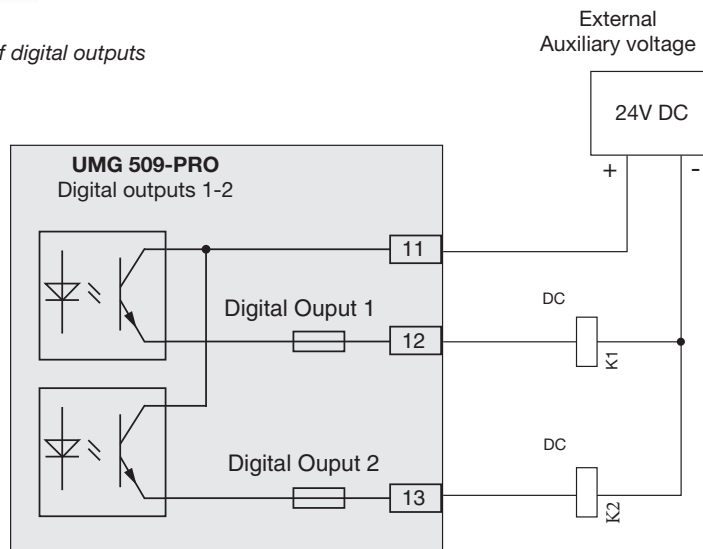 External
Auxiliary voltage
f digital outputs
24V DC
+
-
UMG 509-PRO
Digital outputs 1-2
11
Digital Ouput 1
12
DC
K1
Digital Ouput 2
13
DC
K2